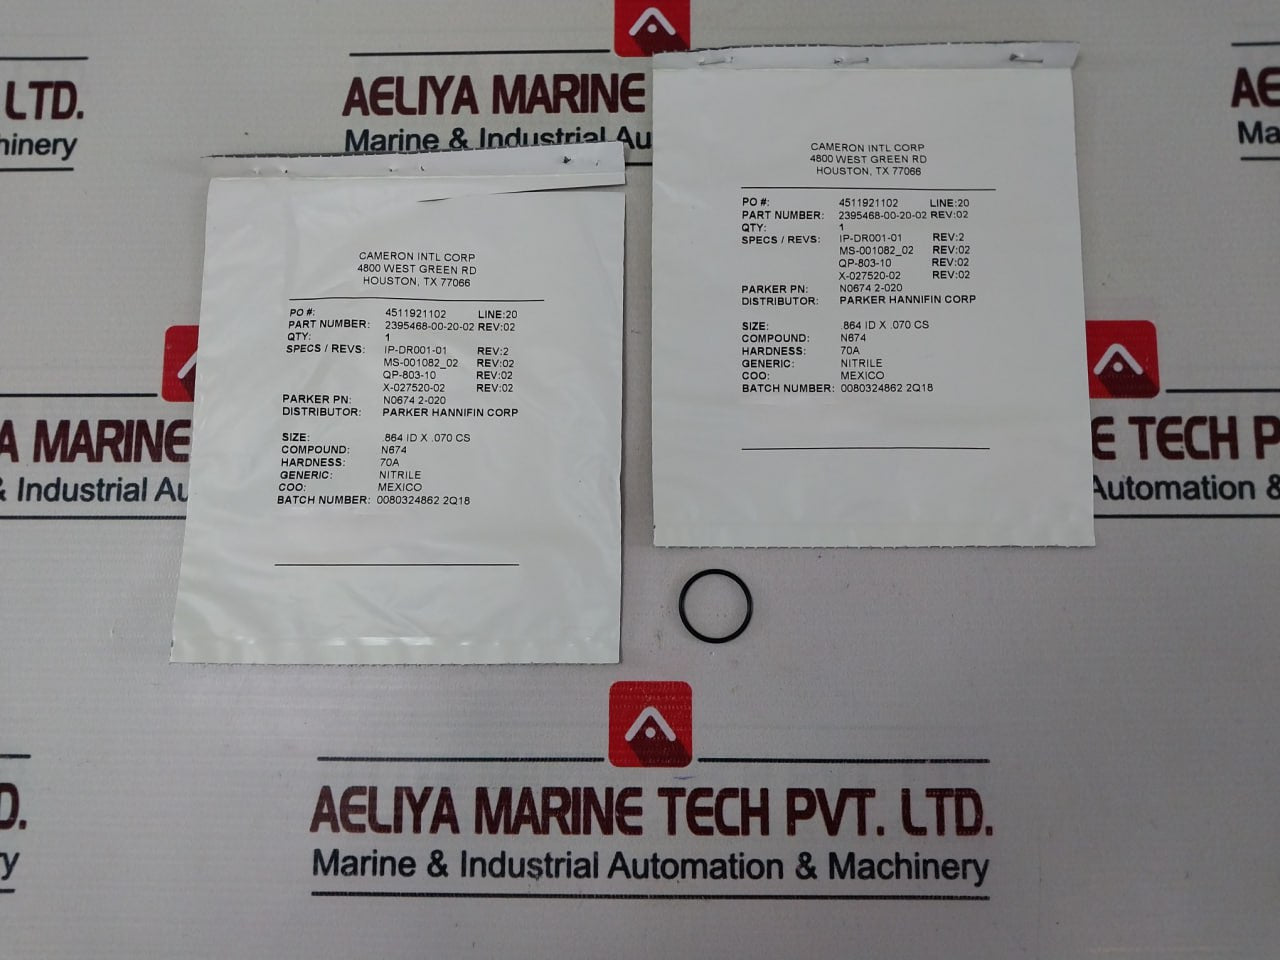 LTD.
hinery
AELIYA MARINE
Marine & Industrial Auto
AE
Ma
CAMERON INTL CORP
4800 WEST GREEN RD
HOUSTON, TX 77066
PO #: 4511921102 LINE:20
PART NUMBER: 2395468-00-20-02 REV:02
QTY: 1
SPECS / REVS: IP-DR001-01 REV:2
MS-001082_02 REV:02
QP-803-10 REV:02
X-027520-02 REV:02
PARKER PN: N0674 2-020
DISTRIBUTOR: PARKER HANNIFIN CORP
SIZE: .864 ID X .070 CS
COMPOUND: N674
HARDNESS: 70A
GENERIC: NITRILE
COO: MEXICO
BATCH NUMBER: 0080324862 2Q18
CAMERON INTL CORP
4800 WEST GREEN RD
HOUSTON, TX 77066
PO #: 4511921102 LINE:20
PART NUMBER: 2395468-00-20-02 REV:02
QTY: 1
SPECS / REVS: IP-DR001-01 REV:2
MS-001082_02 REV:02
QP-803-10 REV:02
X-027520-02 REV:02
PARKER PN: N0674 2-020
DISTRIBUTOR: PARKER HANNIFIN CORP
SIZE: .864 ID X .070 CS
COMPOUND: N674
HARDNESS: 70A
GENERIC: NITRILE
COO: MEXICO
BATCH NUMBER: 0080324862 2Q18
YA MARINE
& Industrial Au
E TECH P
Automation &
D.
y
AELIYA MARINE TECH PVT. LTD.
Marine & Industrial Automation & Machinery